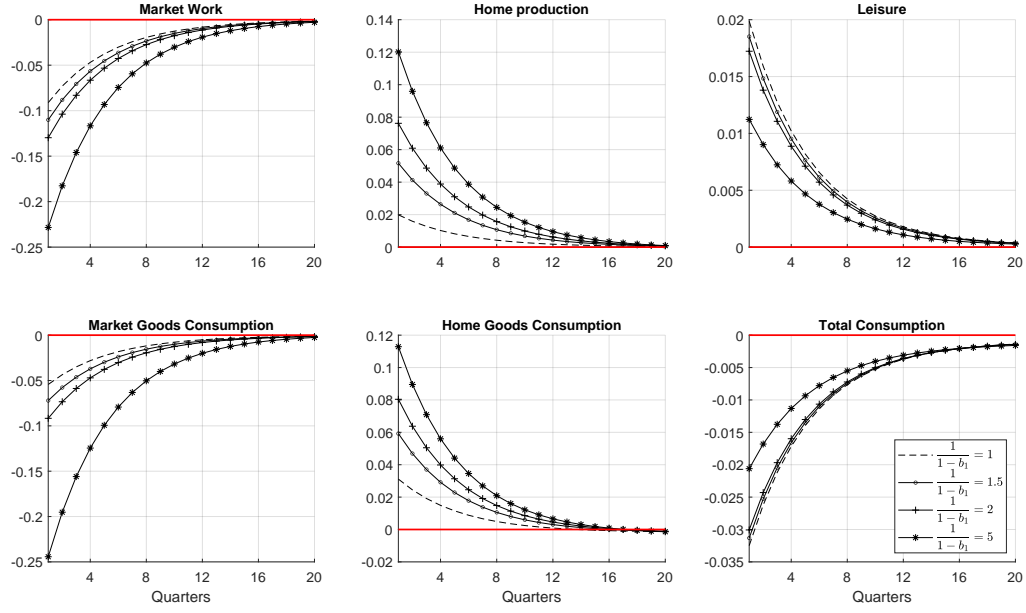 Market Work
0
-0.05
-0.1
-0.15
-0.2
-0.25
4 8 12 16 20
Home production
0.14
0.12
0.1
0.08
0.06
0.04
0.02
0
4 8 12 16 20
Leisure
0.02
0.015
0.01
0.005
0
4 8 12 16 20
Market Goods Consumption
0
-0.05
-0.1
-0.15
-0.2
-0.25
4 8 12 16 20
Quarters
Home Goods Consumption
0.12
0.1
0.08
0.06
0.04
0.02
0
-0.02
4 8 12 16 20
Quarters
Total Consumption
0
-0.005
-0.01
-0.015
-0.02
-0.025
-0.03
-0.035
4 8 12 16 20
Quarters
1/(1 − b₁) = 1
1/(1 − b₁) = 1.5
1/(1 − b₁) = 2
1/(1 − b₁) = 5